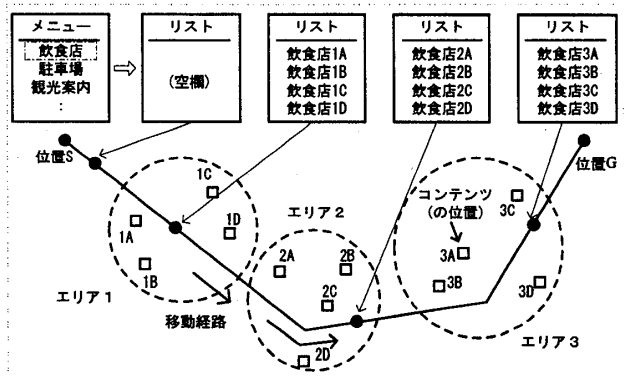 メニュー
飲食店
駐車場
観光案内
:
リスト
(空欄)
リスト
飲食店1A
飲食店1B
飲食店1C
飲食店1D
リスト
飲食店2A
飲食店2B
飲食店2C
飲食店2D
リスト
飲食店3A
飲食店3B
飲食店3C
飲食店3D
位置S
位置G
1C
1D
1A
1B
エリア1
移動経路
エリア2
2A
2B
2C
2D
コンテンツ
(の位置)
3C
3A
3B
3D
エリア3